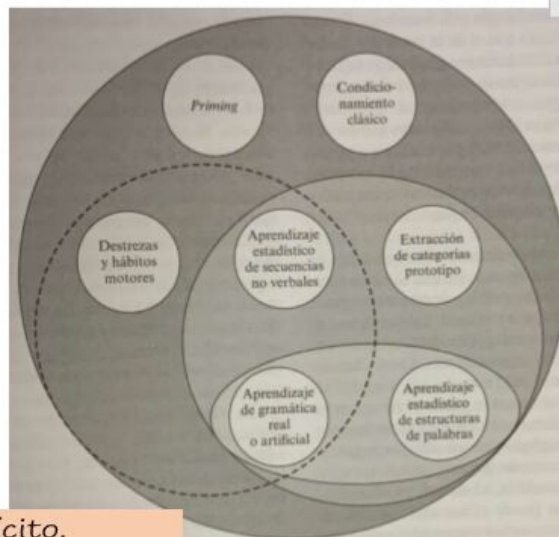 Priming
Condicio-
namiento
clásico
Destrezas
y hábitos
motores
Aprendizaje
estadístico
de secuencias
no verbales
Extracción
de categorías
prototipo
Aprendizaje
de gramática
real
o artificial
Aprendizaje
estadístico
de estructuras
de palabras